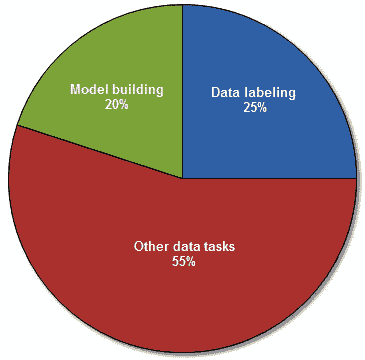 Model building
20%
Data labeling
25%
Other data tasks
55%